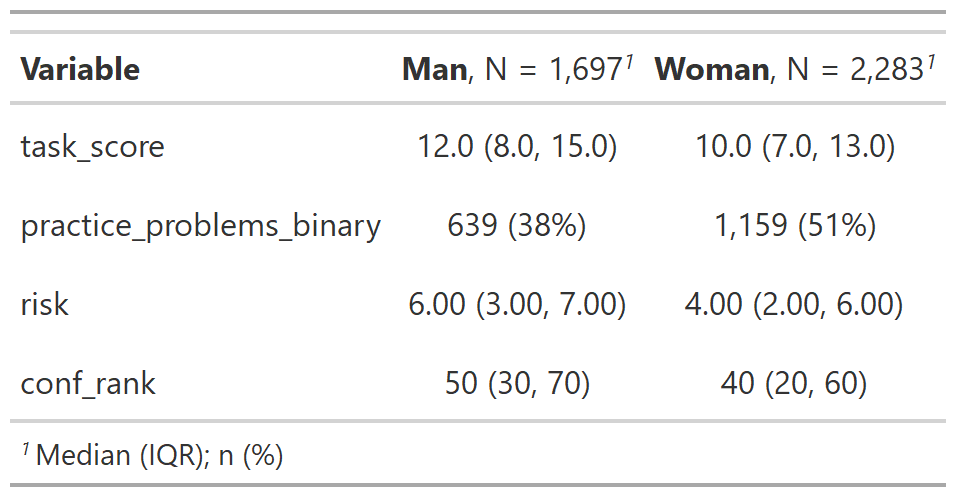 Variable Man, N = 1,697¹ Woman, N = 2,283¹
task_score 12.0 (8.0, 15.0) 10.0 (7.0, 13.0)
practice_problems_binary 639 (38%) 1,159 (51%)
risk 6.00 (3.00, 7.00) 4.00 (2.00, 6.00)
conf_rank 50 (30, 70) 40 (20, 60)
¹ Median (IQR); n (%)